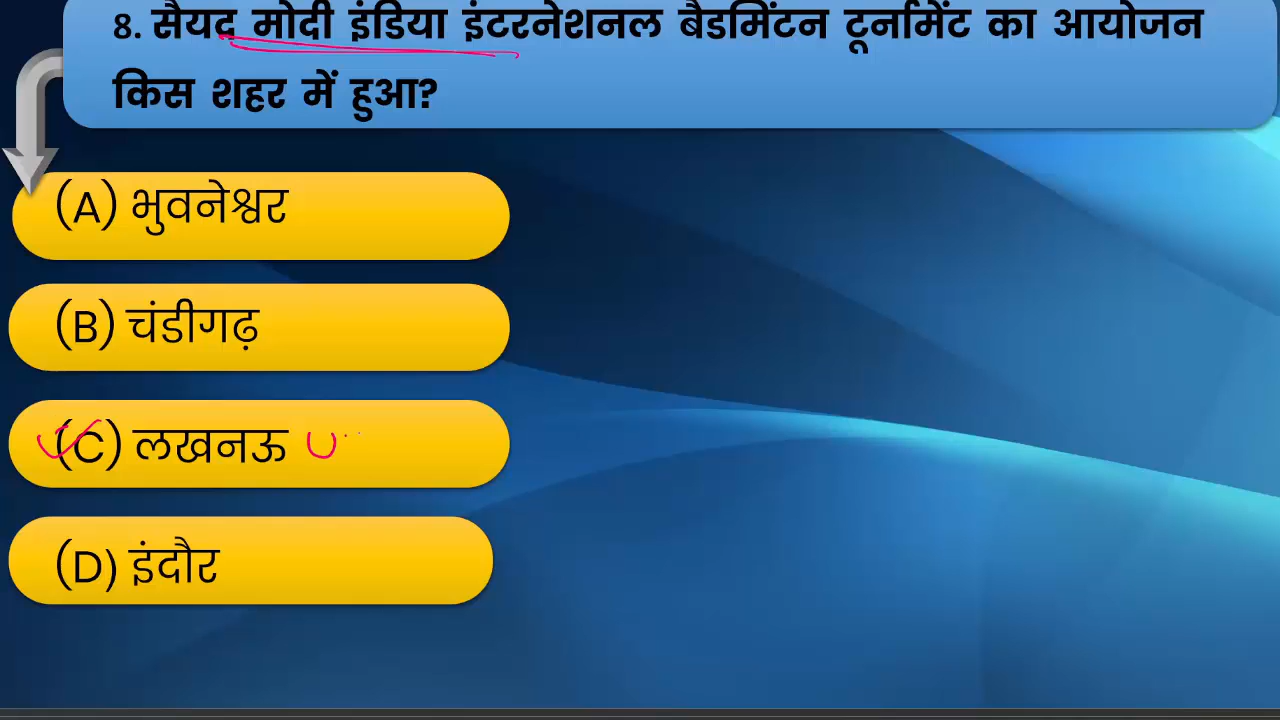 8. सैयद मोदी इंडिया इंटरनेशनल बैडमिंटन टूर्नामेंट का आयोजन
किस शहर में हुआ?
(A) भुवनेश्वर
(B) चंडीगढ़
(C) लखनऊ U
(D) इंदौर